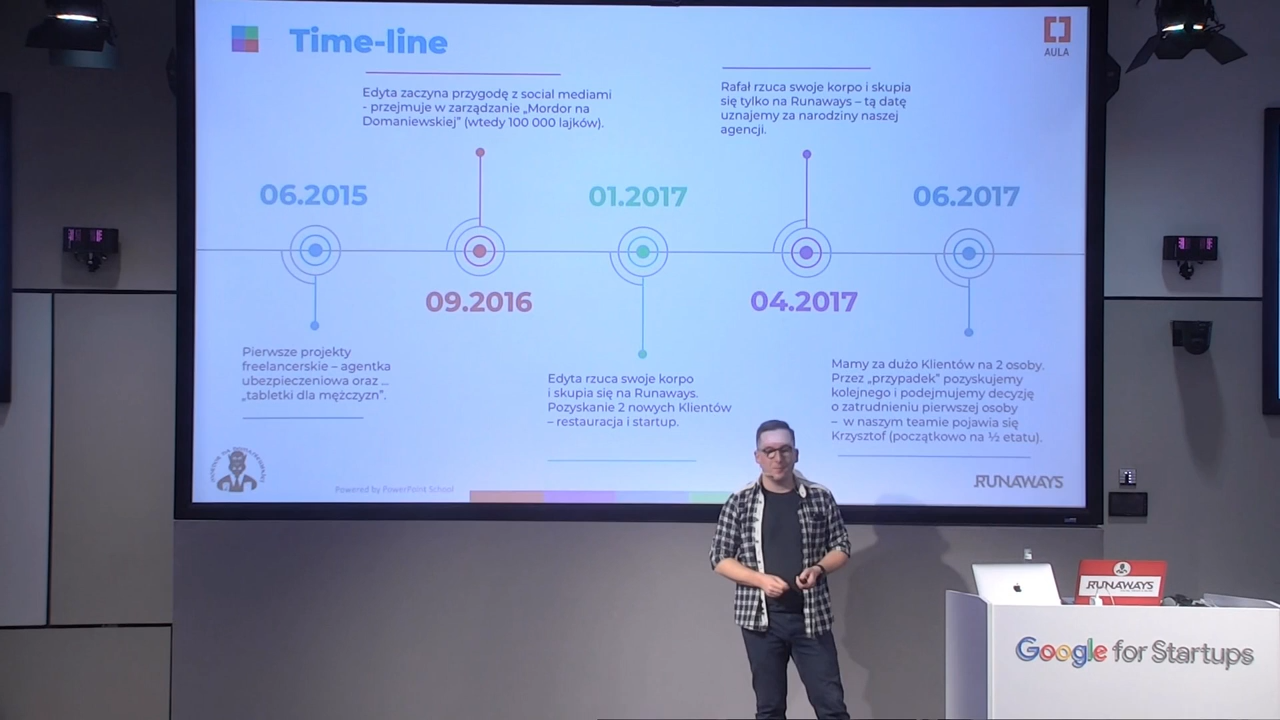 Time-line
AULA
Edyta zaczyna przygodę z social mediami
- przejmuje w zarządzanie „Mordor na
Domaniewskiej” (wtedy 100 000 lajków).
Rafał rzuca swoje korpo i skupia
się tylko na Runaways – tą datę
uznajemy za narodziny naszej
agencji.
06.2015
01.2017
06.2017
09.2016
04.2017
Pierwsze projekty
freelancerskie – agentka
ubezpieczeniowa oraz ...
„tabletki dla mężczyzn”.
Edyta rzuca swoje korpo
i skupia się na Runaways.
Pozyskanie 2 nowych Klientów
– restauracja i startup.
Mamy za dużo Klientów na 2 osoby.
Przez „przypadek” pozyskujemy
kolejnego i podejmujemy decyzję
o zatrudnieniu pierwszej osoby
– w naszym teamie pojawia się
Krzysztof (początkowo na ½ etatu).
Powered by PowerPoint School
RUNAWAYS
RUNAWAYS
Google for Startups